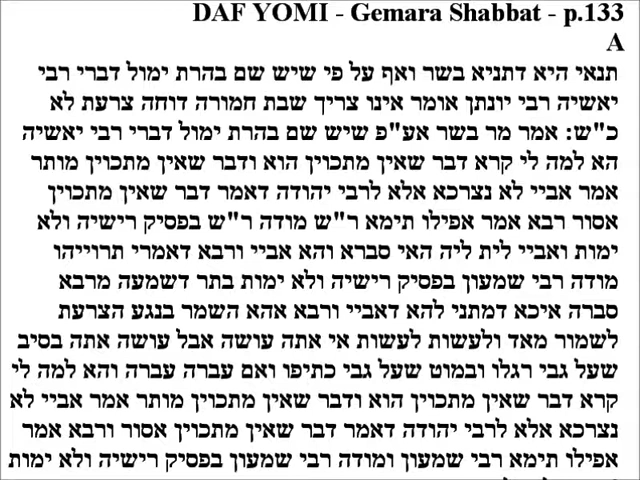 DAF YOMI - Gemara Shabbat - p.133
A
תנאי היא דתניא בשר ואף על פי שיש שם בהרת ימול דברי רבי
יאשיה רבי יונתן אומר אינו צריך שבת חמורה דוחה צרעת לא
כ"ש: אמר מר בשר אע"פ שיש שם בהרת ימול דברי רבי יאשיה
הא למה לי קרא דבר שאין מתכוין הוא ודבר שאין מתכוין מותר
אמר אביי לא נצרכא אלא לרבי יהודה דאמר דבר שאין מתכוין
אסור רבא אמר אפילו תימא ר"ש מודה ר"ש בפסיק רישיה ולא
ימות ואביי לית ליה האי סברא והא אביי ורבא דאמרי תרוייהו
מודה רבי שמעון בפסיק רישיה ולא ימות בתר דשמעה מרבא
סברה איכא דמתני להא דאביי ורבא אהא השמר בנגע הצרעת
לשמור מאד ולעשות לעשות אי אתה עושה אבל עושה אתה בסיב
שעל גבי רגלו ובמוט שעל גבי כתיפו ואם עברה עברה והא למה לי
קרא דבר שאין מתכוין הוא ודבר שאין מתכוין מותר אמר אביי לא
נצרכא אלא לרבי יהודה דאמר דבר שאין מתכוין אסור ורבא אמר
אפילו תימא רבי שמעון ומודה רבי שמעון בפסיק רישיה ולא ימות